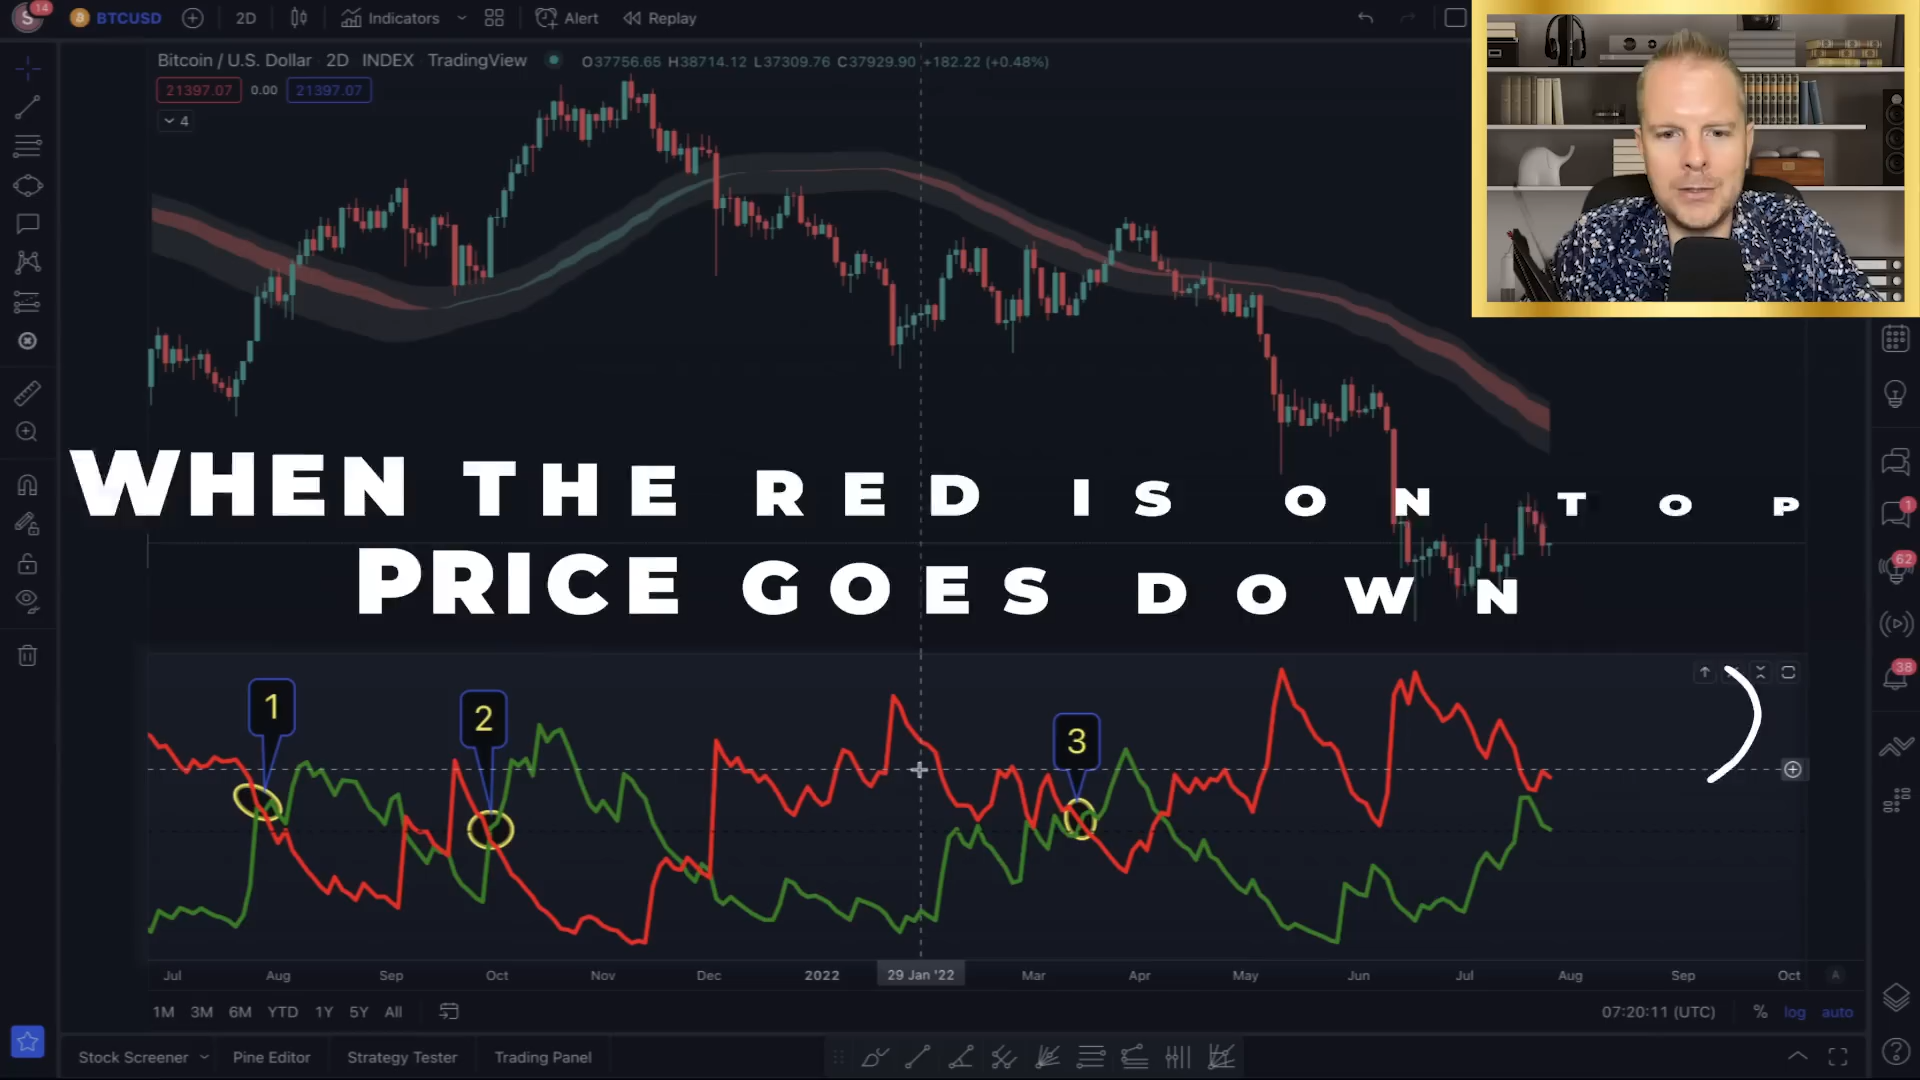 S 14 BTCUSD 2D Indicators Alert Replay
Bitcoin / U.S. Dollar 2D INDEX TradingView O37756.65 H38714.12 L37309.76 C37929.90 +182.22 (+0.48%)
21397.07 0.00 21397.07
4
WHEN THE RED IS ON TOP
PRICE GOES DOWN
1
62
38
1 2 3
Jul Aug Sep Oct Nov Dec 2022 29 Jan '22 Mar Apr May Jun Jul Aug Sep Oct A
1M 3M 6M YTD 1Y 5Y All 07:20:11 (UTC) % log auto
Stock Screener Pine Editor Strategy Tester Trading Panel